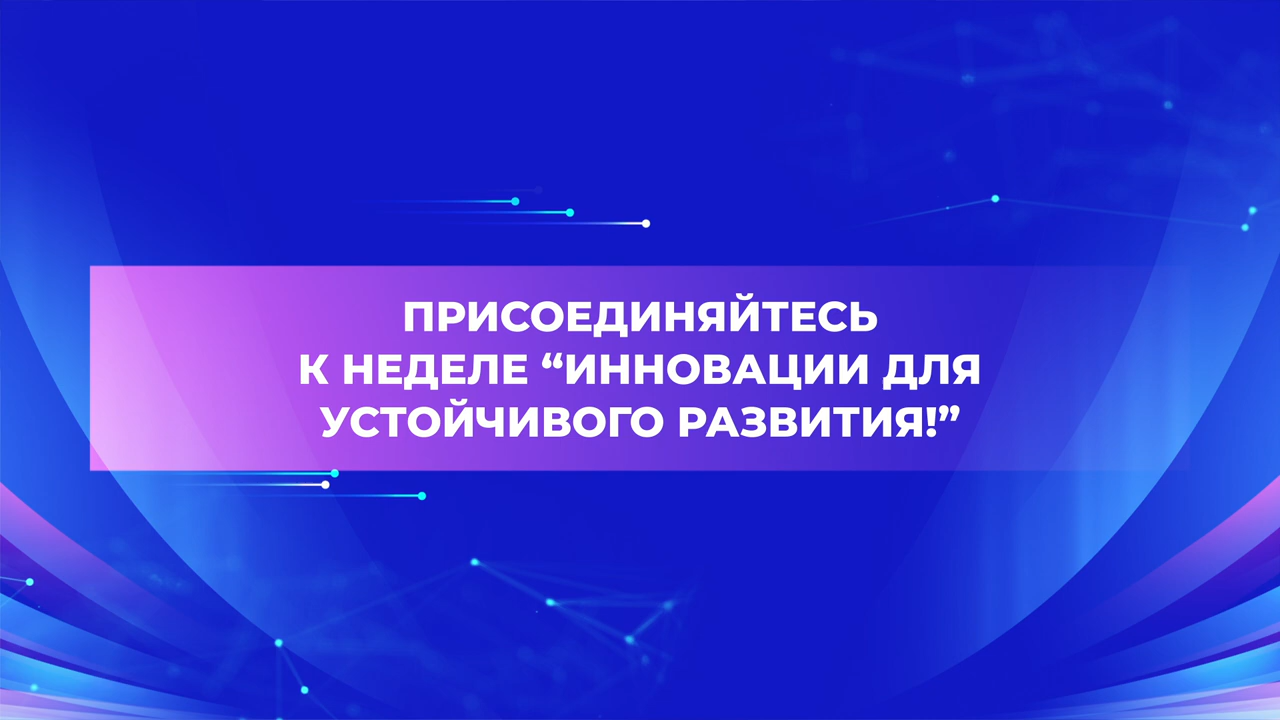 ПРИСОЕДИНЯЙТЕСЬ
К НЕДЕЛЕ “ИННОВАЦИИ ДЛЯ
УСТОЙЧИВОГО РАЗВИТИЯ!”